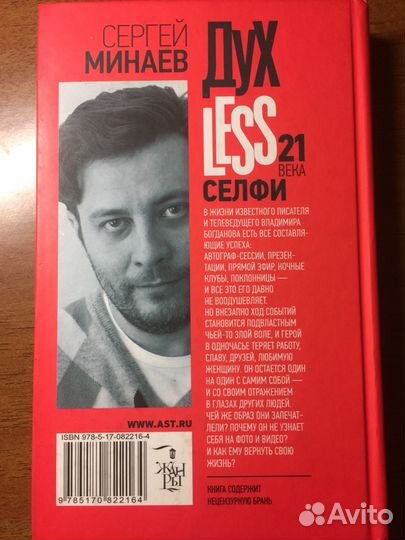 СЕРГЕЙ
МИНАЕВ
ДУХ
LESS 21
ВЕКА
СЕЛФИ
В ЖИЗНИ ИЗВЕСТНОГО ПИСАТЕЛЯ
И ТЕЛЕВЕДУЩЕГО ВЛАДИМИРА
БОГДАНОВА ЕСТЬ ВСЕ СОСТАВЛЯ-
ЮЩИЕ УСПЕХА:
АВТОГРАФ-СЕССИИ, ПРЕЗЕН-
ТАЦИИ, ПРЯМОЙ ЭФИР, НОЧНЫЕ
КЛУБЫ, ПОКЛОННИЦЫ —
И ВСЕ ЭТО ЕГО ДАВНО
НЕ ВООДУШЕВЛЯЕТ.
НО ВНЕЗАПНО ХОД СОБЫТИЙ
СТАНОВИТСЯ ПОДВЛАСТНЫМ
ЧЬЕЙ-ТО ЗЛОЙ ВОЛЕ, И ГЕРОЙ
В ОДНОЧАСЬЕ ТЕРЯЕТ РАБОТУ,
СЛАВУ, ДРУЗЕЙ, ЛЮБИМУЮ
ЖЕНЩИНУ. ОН ОСТАЕТСЯ ОДИН
НА ОДИН С САМИМ СОБОЙ —
И СО СВОИМ ОТРАЖЕНИЕМ
В ГЛАЗАХ ДРУГИХ ЛЮДЕЙ.
ЧЕЙ ЖЕ ОБРАЗ ОНИ ЗАПЕЧАТ-
ЛЕЛИ? ПОЧЕМУ ОН НЕ УЗНАЕТ
СЕБЯ НА ФОТО И ВИДЕО?
И КАК ЕМУ ВЕРНУТЬ СВОЮ
ЖИЗНЬ?
WWW.AST.RU
ISBN 978-5-17-082216-4
9 785170 822164
ЖАН
РЫ
КНИГА СОДЕРЖИТ
НЕЦЕНЗУРНУЮ БРАНЬ
Avito